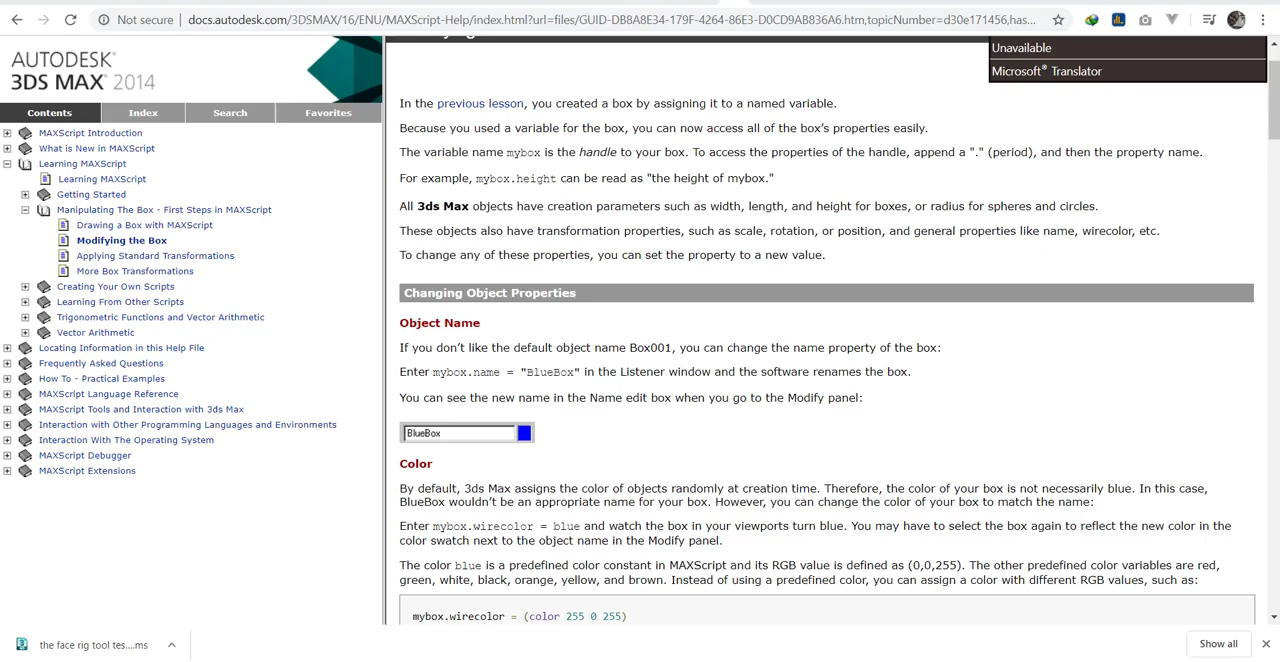 Not secure | docs.autodesk.com/3DSMAX/16/ENU/MAXScript-Help/index.html?url=files/GUID-DB8A8E34-179F-4264-86E3-D0CD9AB836A6.htm,topicNumber=d30e171456,has...
AUTODESK®
3DS MAX® 2014
Contents Index Search Favorites
MAXScript Introduction
What is New in MAXScript
Learning MAXScript
Learning MAXScript
Getting Started
Manipulating The Box - First Steps in MAXScript
Drawing a Box with MAXScript
Modifying the Box
Applying Standard Transformations
More Box Transformations
Creating Your Own Scripts
Learning From Other Scripts
Trigonometric Functions and Vector Arithmetic
Vector Arithmetic
Locating Information in this Help File
Frequently Asked Questions
How To - Practical Examples
MAXScript Language Reference
MAXScript Tools and Interaction with 3ds Max
Interaction with Other Programming Languages and Environments
Interaction With The Operating System
MAXScript Debugger
MAXScript Extensions
Unavailable
Microsoft® Translator
In the previous lesson, you created a box by assigning it to a named variable.
Because you used a variable for the box, you can now access all of the box’s properties easily.
The variable name mybox is the handle to your box. To access the properties of the handle, append a "." (period), and then the property name.
For example, mybox.height can be read as "the height of mybox."
All 3ds Max objects have creation parameters such as width, length, and height for boxes, or radius for spheres and circles.
These objects also have transformation properties, such as scale, rotation, or position, and general properties like name, wirecolor, etc.
To change any of these properties, you can set the property to a new value.
Changing Object Properties
Object Name
If you don’t like the default object name Box001, you can change the name property of the box:
Enter mybox.name = "BlueBox" in the Listener window and the software renames the box.
You can see the new name in the Name edit box when you go to the Modify panel:
BlueBox
Color
By default, 3ds Max assigns the color of objects randomly at creation time. Therefore, the color of your box is not necessarily blue. In this case,
BlueBox wouldn’t be an appropriate name for your box. However, you can change the color of your box to match the name:
Enter mybox.wirecolor = blue and watch the box in your viewports turn blue. You may have to select the box again to reflect the new color in the
color swatch next to the object name in the Modify panel.
The color blue is a predefined color constant in MAXScript and its RGB value is defined as (0,0,255). The other predefined color variables are red,
green, white, black, orange, yellow, and brown. Instead of using a predefined color, you can assign a color with different RGB values, such as:
mybox.wirecolor = (color 255 0 255)
the face rig tool tes....ms
Show all